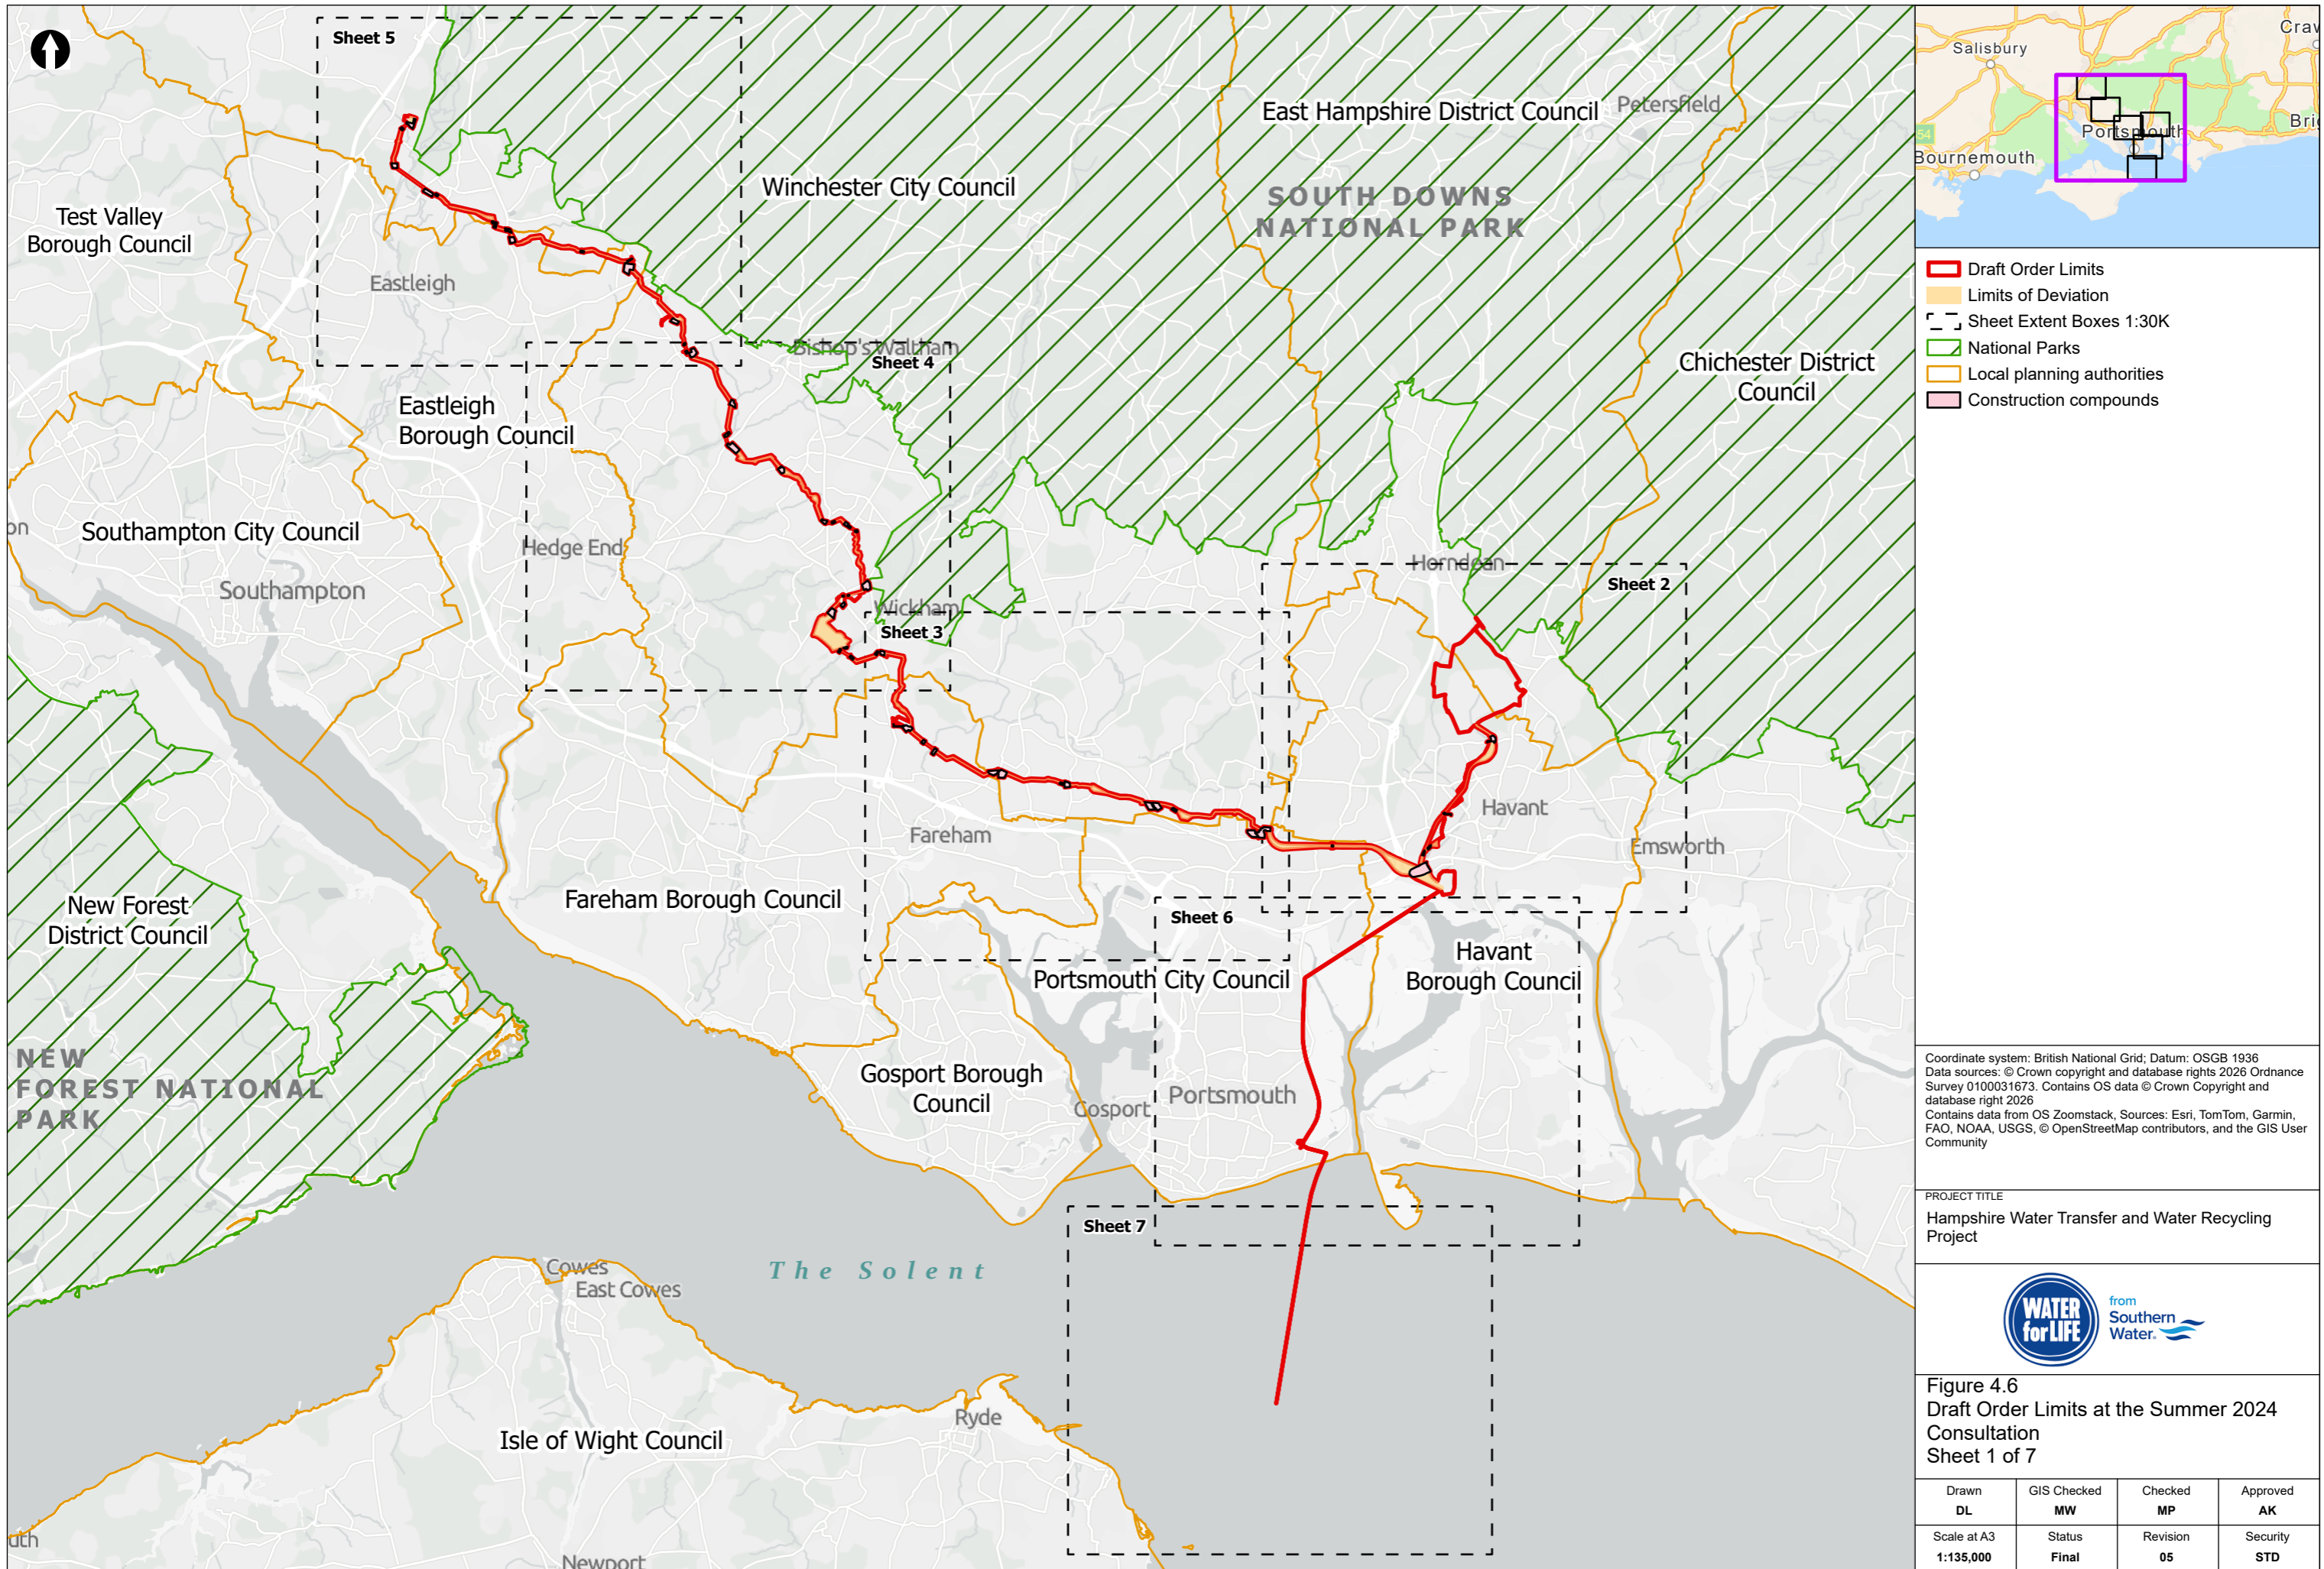 Sheet 5
East Hampshire District Council
Petersfield
Winchester City Council
SOUTH DOWNS
NATIONAL PARK
Test Valley
Borough Council
Eastleigh
Bishop's Waltham
Sheet 4
Chichester District
Council
Eastleigh
Borough Council
Southampton City Council
Hedge End
Southampton
Horndean
Sheet 2
Wickham
Sheet 3
Havant
Fareham
Emsworth
Fareham Borough Council
New Forest
District Council
Sheet 6
Havant
Borough Council
Portsmouth City Council
NEW
FOREST NATIONAL
PARK
Gosport Borough
Council
Gosport
Portsmouth
Sheet 7
The Solent
Cowes
East Cowes
Ryde
Isle of Wight Council
Newport
uth
on
Salisbury
Craw
Portsmouth
Bri
54
Bournemouth
Draft Order Limits
Limits of Deviation
Sheet Extent Boxes 1:30K
National Parks
Local planning authorities
Construction compounds
Coordinate system: British National Grid; Datum: OSGB 1936
Data sources: © Crown copyright and database rights 2026 Ordnance
Survey 0100031673. Contains OS data © Crown Copyright and
database right 2026
Contains data from OS Zoomstack, Sources: Esri, TomTom, Garmin,
FAO, NOAA, USGS, © OpenStreetMap contributors, and the GIS User
Community
PROJECT TITLE
Hampshire Water Transfer and Water Recycling
Project
WATER
for LIFE
from
Southern
Water.
Figure 4.6
Draft Order Limits at the Summer 2024
Consultation
Sheet 1 of 7
Drawn GIS Checked Checked Approved
DL MW MP AK
Scale at A3 Status Revision Security
1:135,000 Final 05 STD